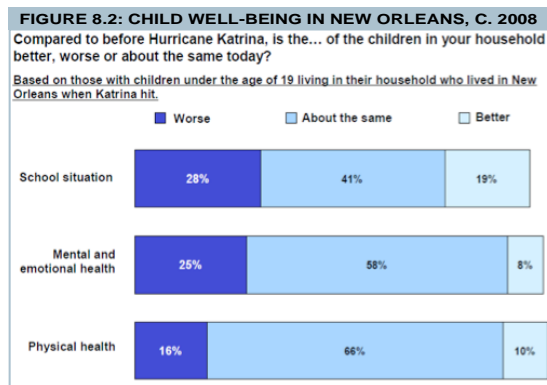 FIGURE 8.2: CHILD WELL-BEING IN NEW ORLEANS, C. 2008
Compared to before Hurricane Katrina, is the... of the children in your household
better, worse or about the same today?
Based on those with children under the age of 19 living in their household who lived in New
Orleans when Katrina hit.
Worse About the same Better
School situation 28% 41% 19%
Mental and
emotional health 25% 58% 8%
Physical health 16% 66% 10%